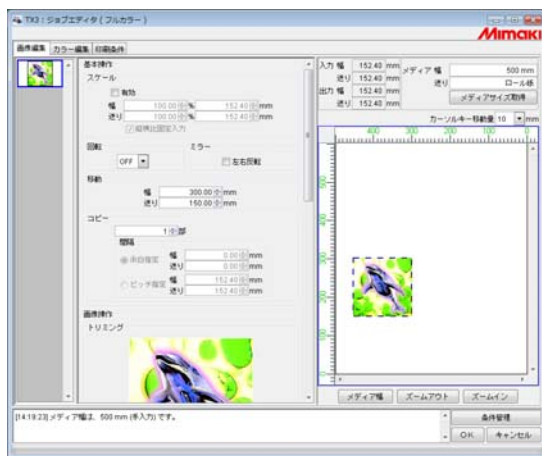 TX3 : ジョブエディタ ( フルカラー )
Mimaki
画像編集 カラー編集 印刷条件
基本操作
スケール
有効
幅 100.00 % 152.40 mm
送り 100.00 % 152.40 mm
縦横比固定入力
回転 ミラー
OFF 左右反転
移動
幅 300.00 mm
送り 150.00 mm
コピー
1 部
間隔
余白指定 幅 0.00 mm
送り 0.00 mm
ピッチ指定 幅 152.40 mm
送り 152.40 mm
画像操作
トリミング
入力 幅 152.40 mm
送り 152.40 mm
出力 幅 152.40 mm
送り 152.40 mm
メディア 幅 500 mm
送り ロール紙
メディアサイズ取得
カーソルキー移動量 10 mm
400 300 200 100 0
500
400
300
200
100
0
メディア幅 ズームアウト ズームイン
[14:19:23] メディア幅は、500 mm (手入力) です。
条件管理
OK キャンセル